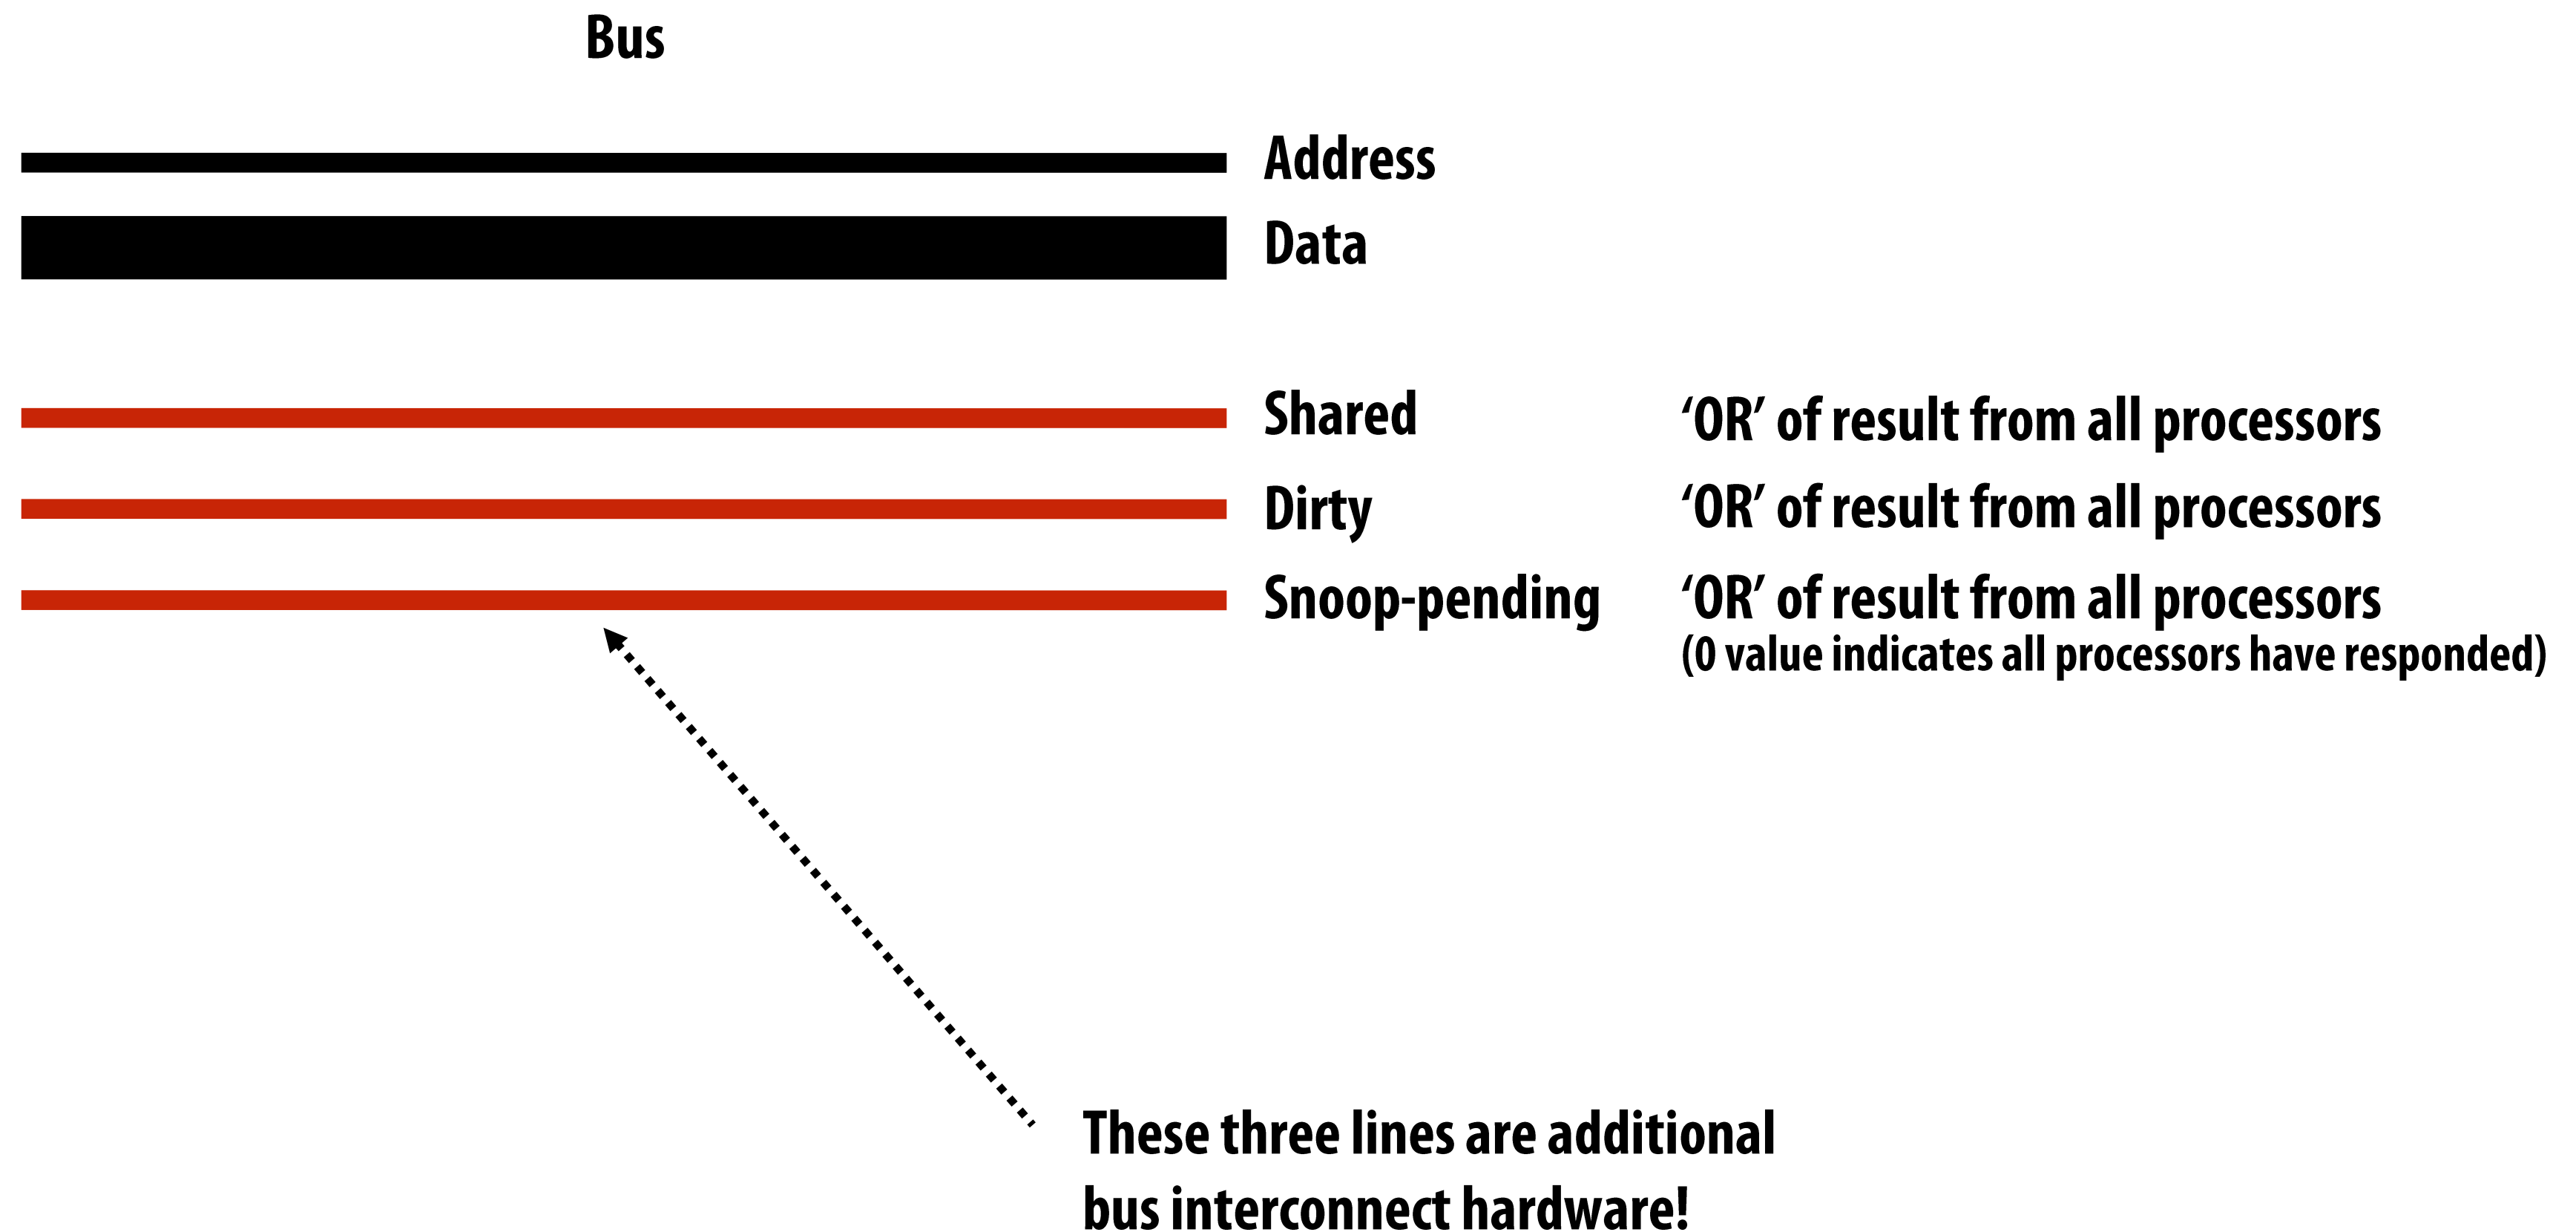 Bus
Address
Data
Shared ‘OR’ of result from all processors
Dirty ‘OR’ of result from all processors
Snoop-pending ‘OR’ of result from all processors
(0 value indicates all processors have responded)
These three lines are additional
bus interconnect hardware!